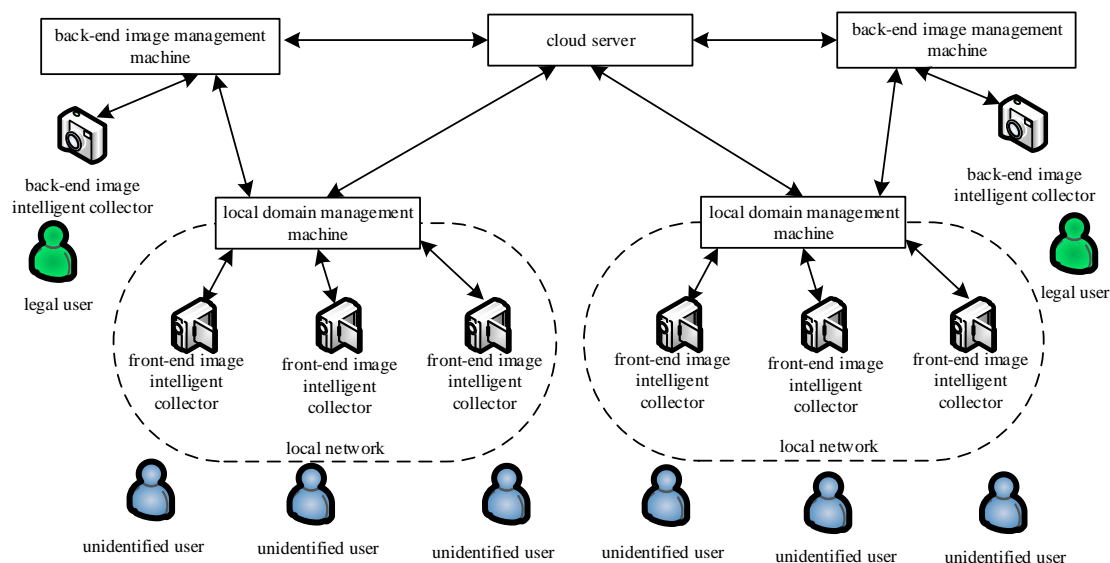 back-end image management
machine
cloud server
back-end image management
machine
back-end image
intelligent collector
back-end image
intelligent collector
local domain management
machine
local domain management
machine
legal user
legal user
front-end image
intelligent
collector
front-end image
intelligent
collector
front-end image
intelligent
collector
front-end image
intelligent
collector
front-end image
intelligent
collector
front-end image
intelligent
collector
local network
local network
unidentified user
unidentified user
unidentified user
unidentified user
unidentified user
unidentified user